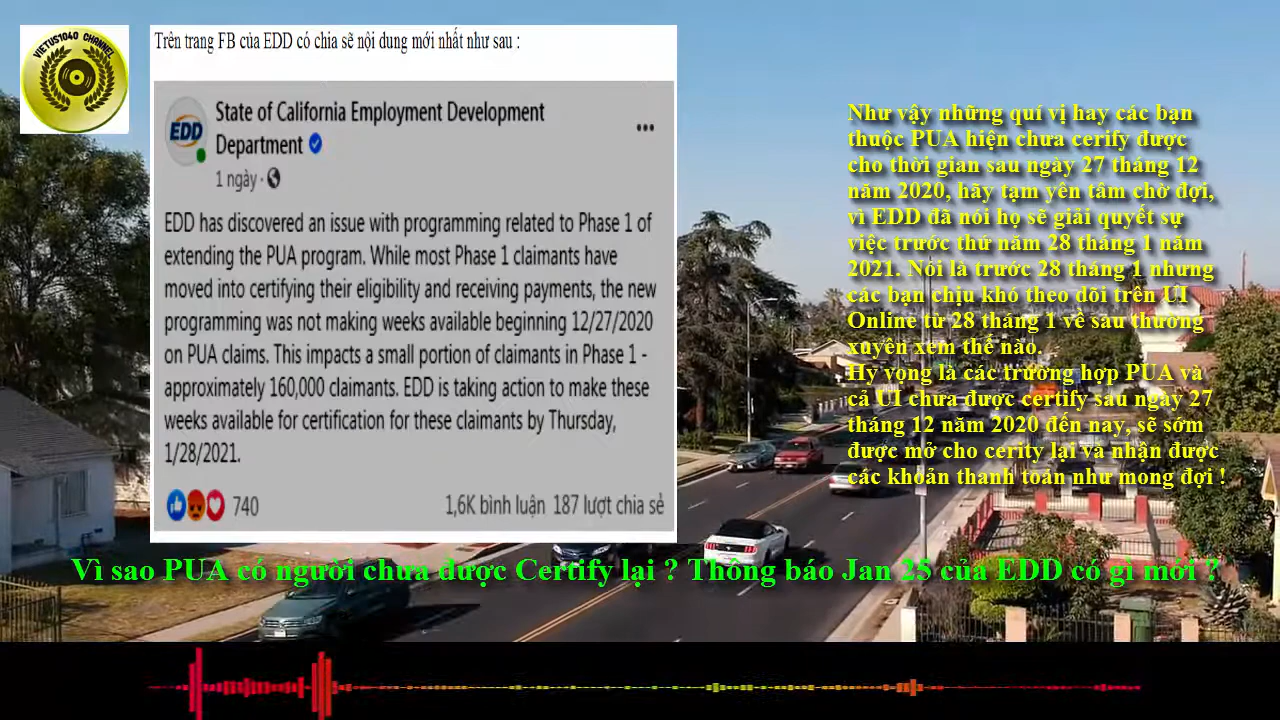 VIETUS1040 CHANNEL
Trên trang FB của EDD có chia sẽ nội dung mới nhất như sau :
EDD
State of California Employment Development
Department
1 ngày ·
EDD has discovered an issue with programming related to Phase 1 of
extending the PUA program. While most Phase 1 claimants have
moved into certifying their eligibility and receiving payments, the new
programming was not making weeks available beginning 12/27/2020
on PUA claims. This impacts a small portion of claimants in Phase 1 -
approximately 160,000 claimants. EDD is taking action to make these
weeks available for certification for these claimants by Thursday,
1/28/2021.
740
1,6K bình luận 187 lượt chia sẻ
Như vậy những quí vị hay các bạn
thuộc PUA hiện chưa cerify được
cho thời gian sau ngày 27 tháng 12
năm 2020, hãy tạm yên tâm chờ đợi,
vì EDD đã nói họ sẽ giải quyết sự
việc trước thứ năm 28 tháng 1 năm
2021. Nói là trước 28 tháng 1 nhưng
các bạn chịu khó theo dõi trên UI
Online từ 28 tháng 1 về sau thường
xuyên xem thế nào.
Hy vọng là các trường hợp PUA và
cả UI chưa được certify sau ngày 27
tháng 12 năm 2020 đến nay, sẽ sớm
được mở cho cerity lại và nhận được
các khoản thanh toán như mong đợi !
Vì sao PUA có người chưa được Certify lại ? Thông báo Jan 25 của EDD có gì mới ?